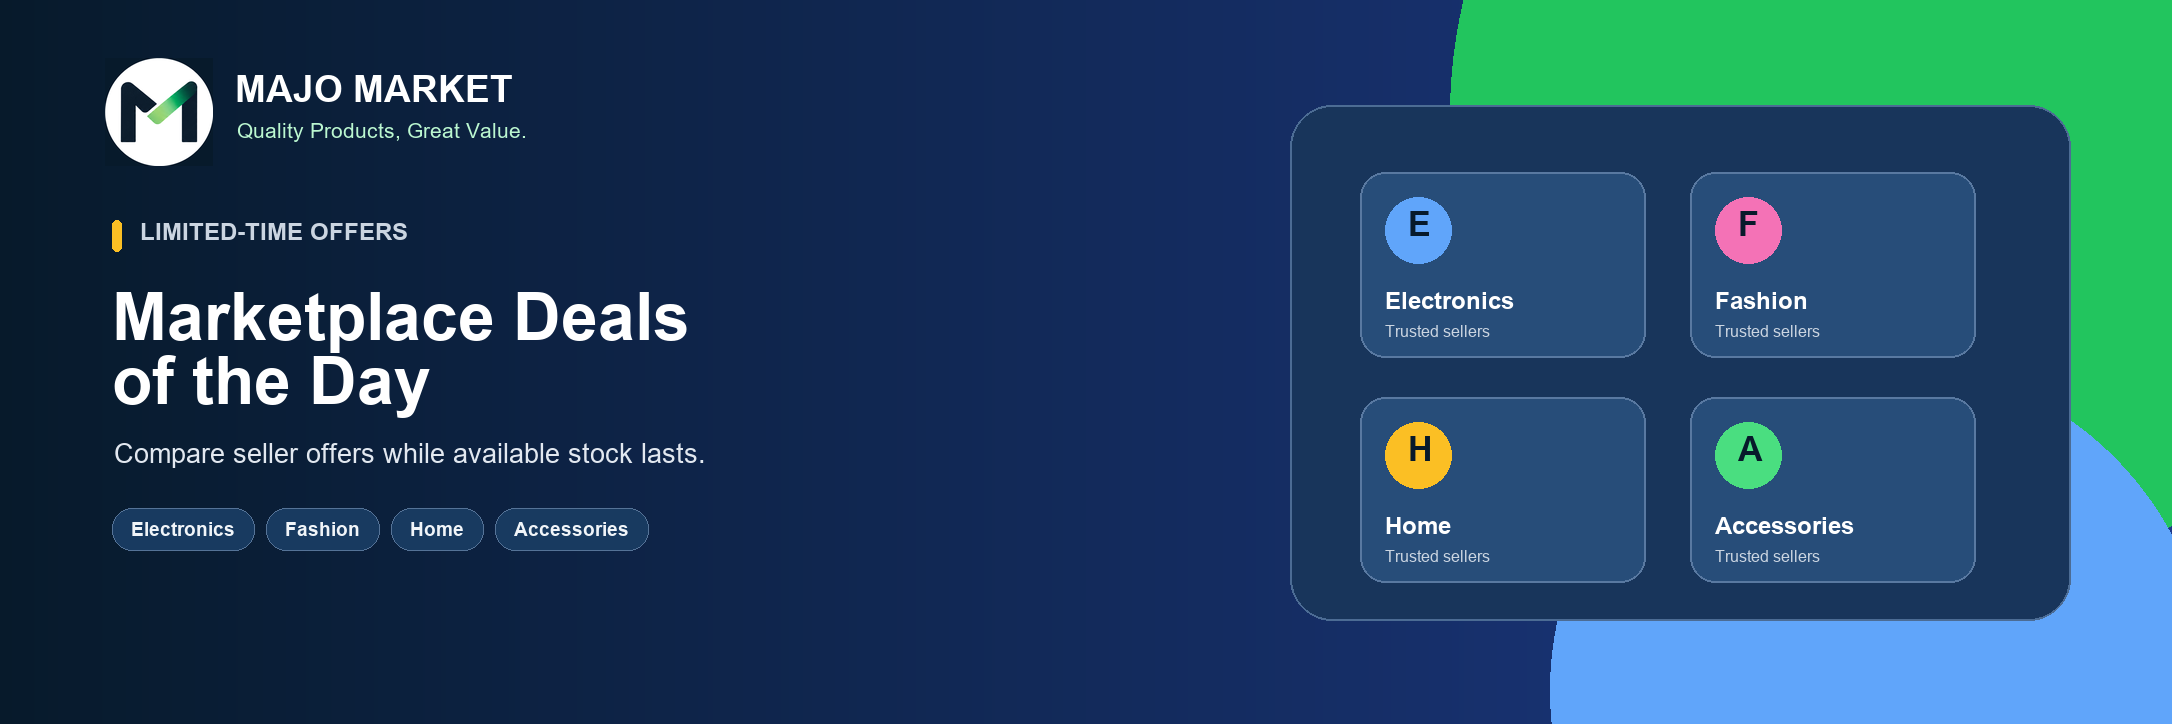 MAJO MARKET
Quality Products, Great Value.
LIMITED-TIME OFFERS
Marketplace Deals
of the Day
Compare seller offers while available stock lasts.
Electronics
Fashion
Home
Accessories
E
Electronics
Trusted sellers
F
Fashion
Trusted sellers
H
Home
Trusted sellers
A
Accessories
Trusted sellers